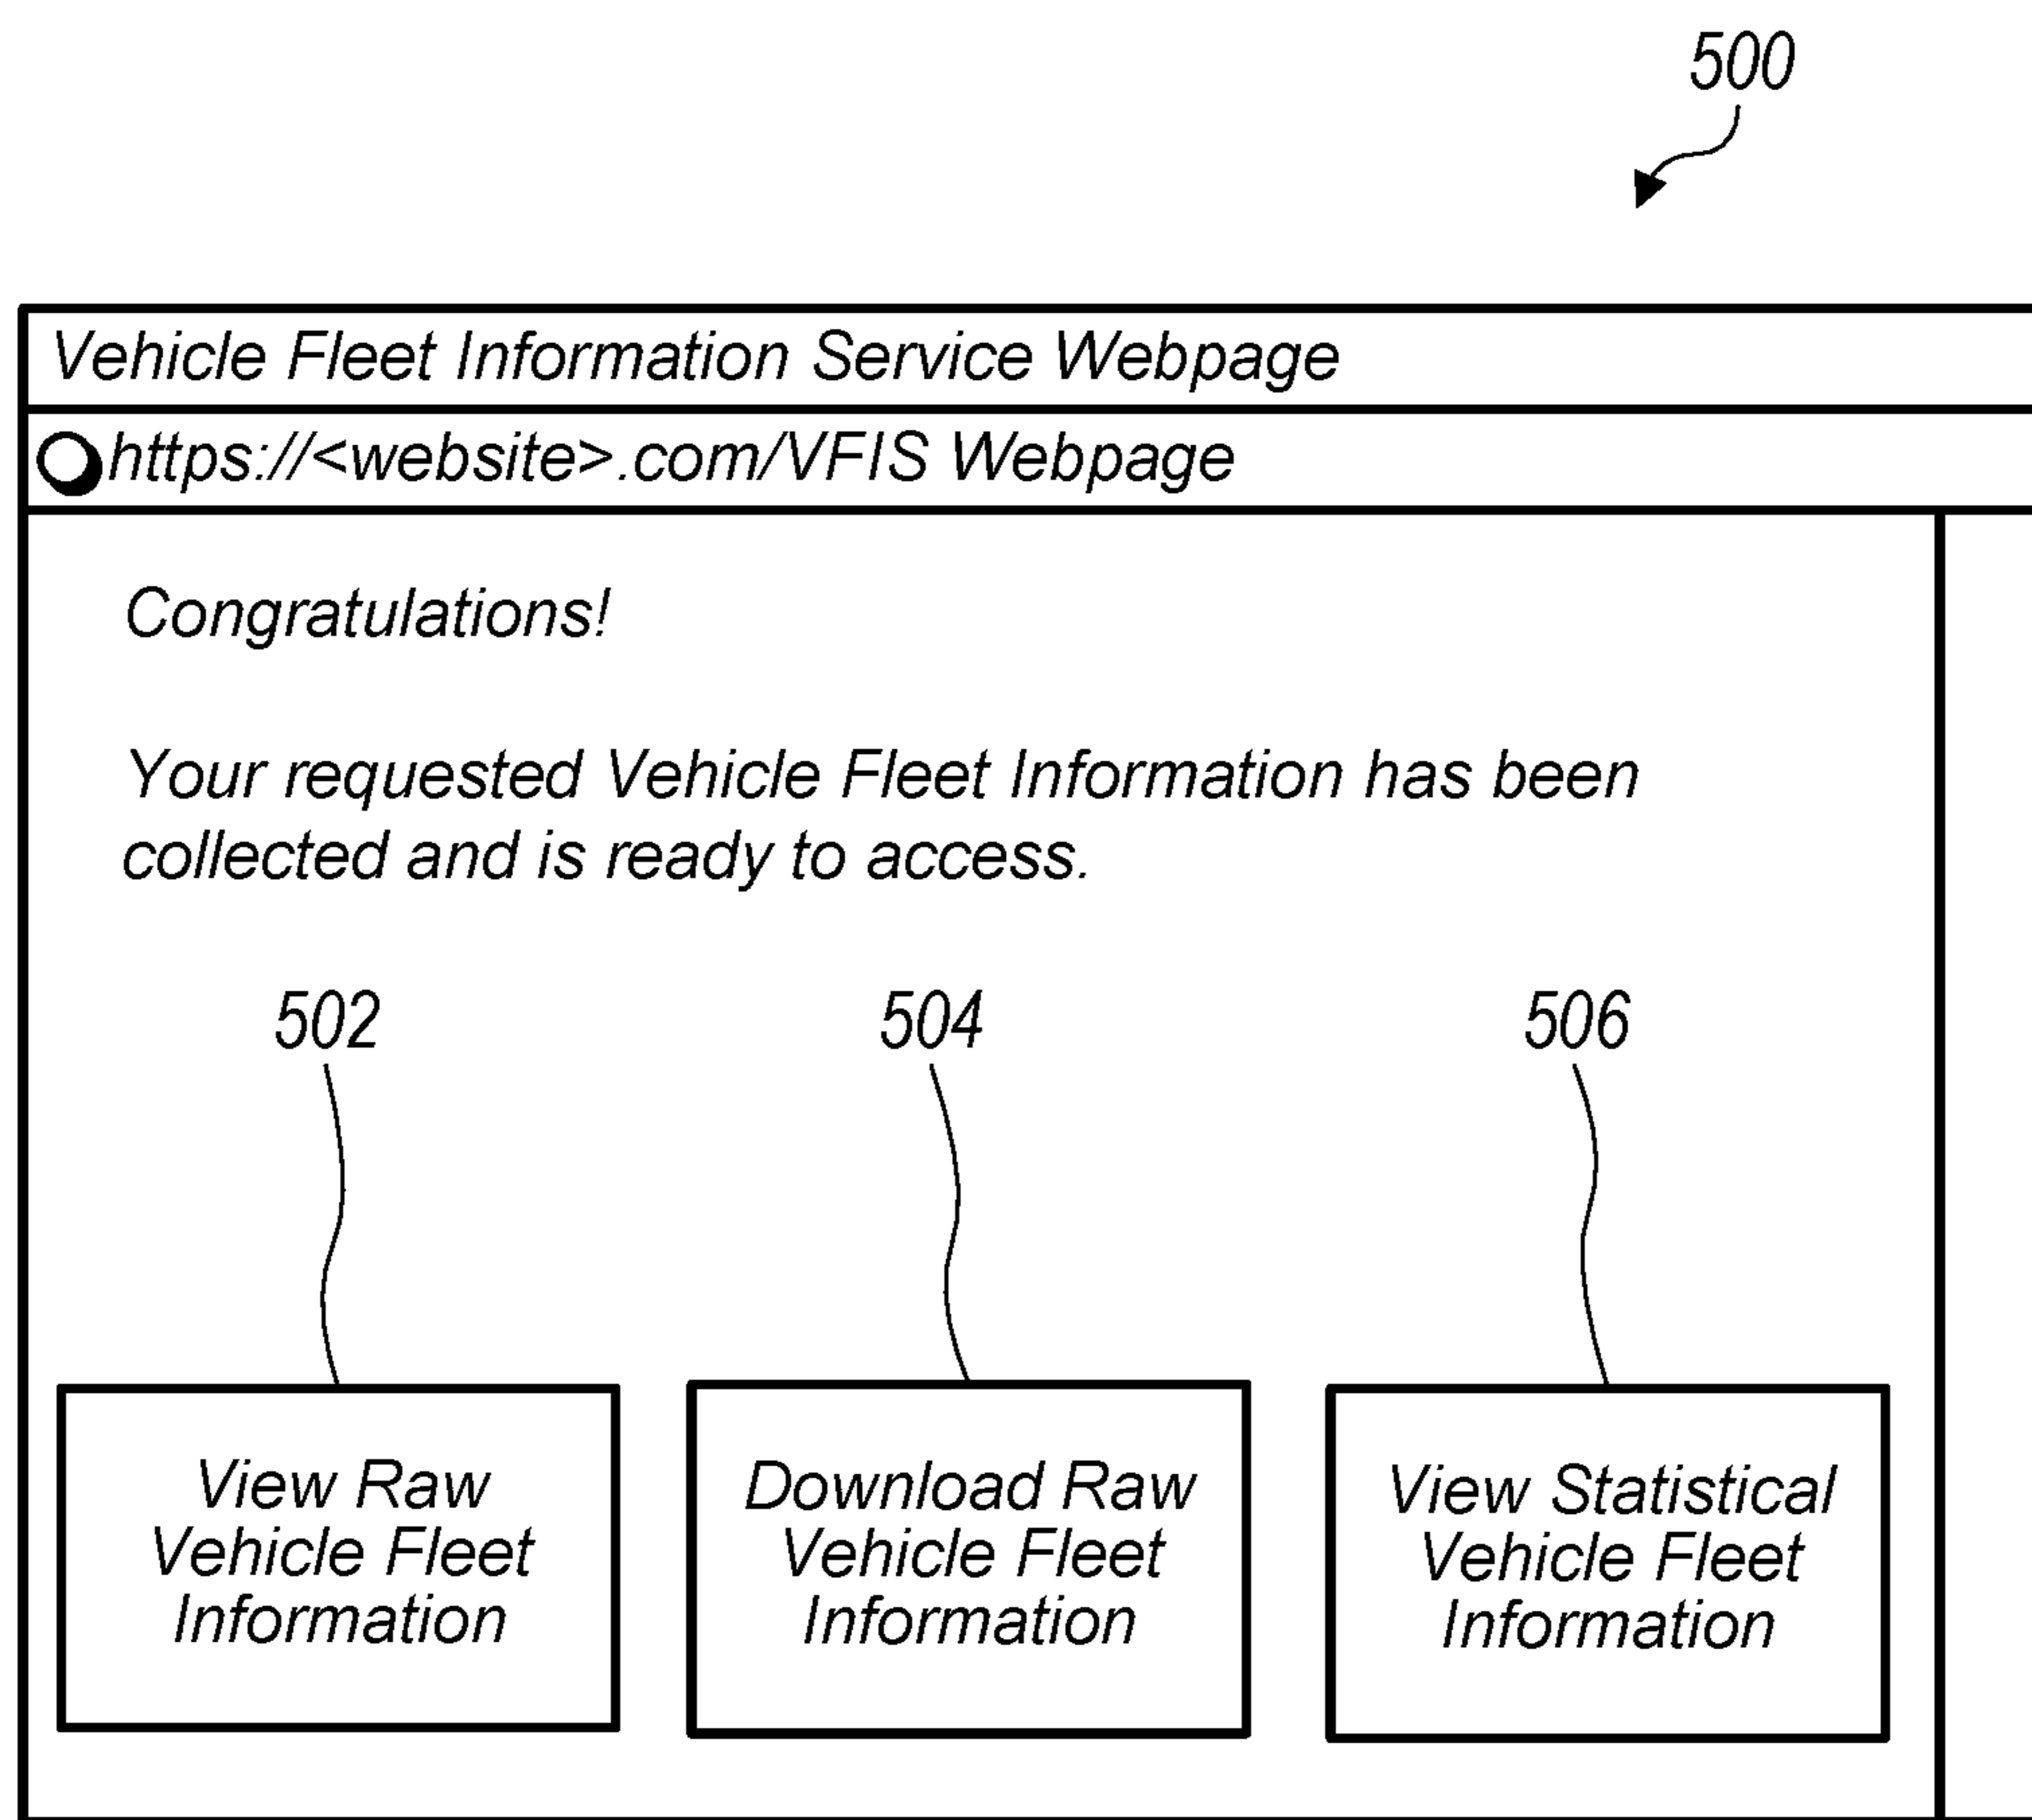 500
Vehicle Fleet Information Service Webpage
https://<website>.com/VFIS Webpage
Congratulations!
Your requested Vehicle Fleet Information has been
collected and is ready to access.
502
504
506
View Raw
Vehicle Fleet
Information
Download Raw
Vehicle Fleet
Information
View Statistical
Vehicle Fleet
Information